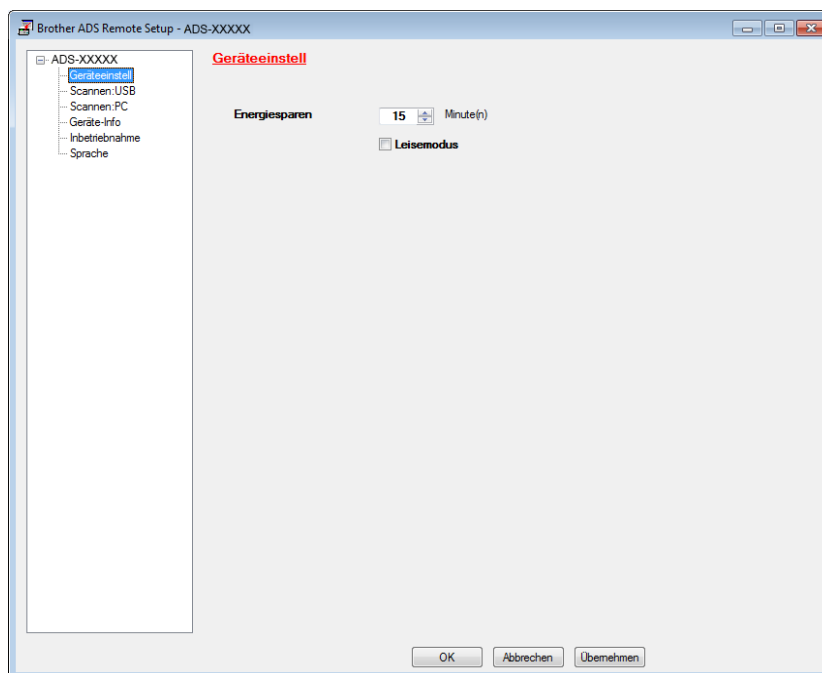 Brother ADS Remote Setup - ADS-XXXXX
ADS-XXXXX
Geräteeinstell
Scannen:USB
Scannen:PC
Geräte-Info
Inbetriebnahme
Sprache
Geräteeinstell
Energiesparen 15 Minute(n)
Leisemodus
OK Abbrechen Übernehmen